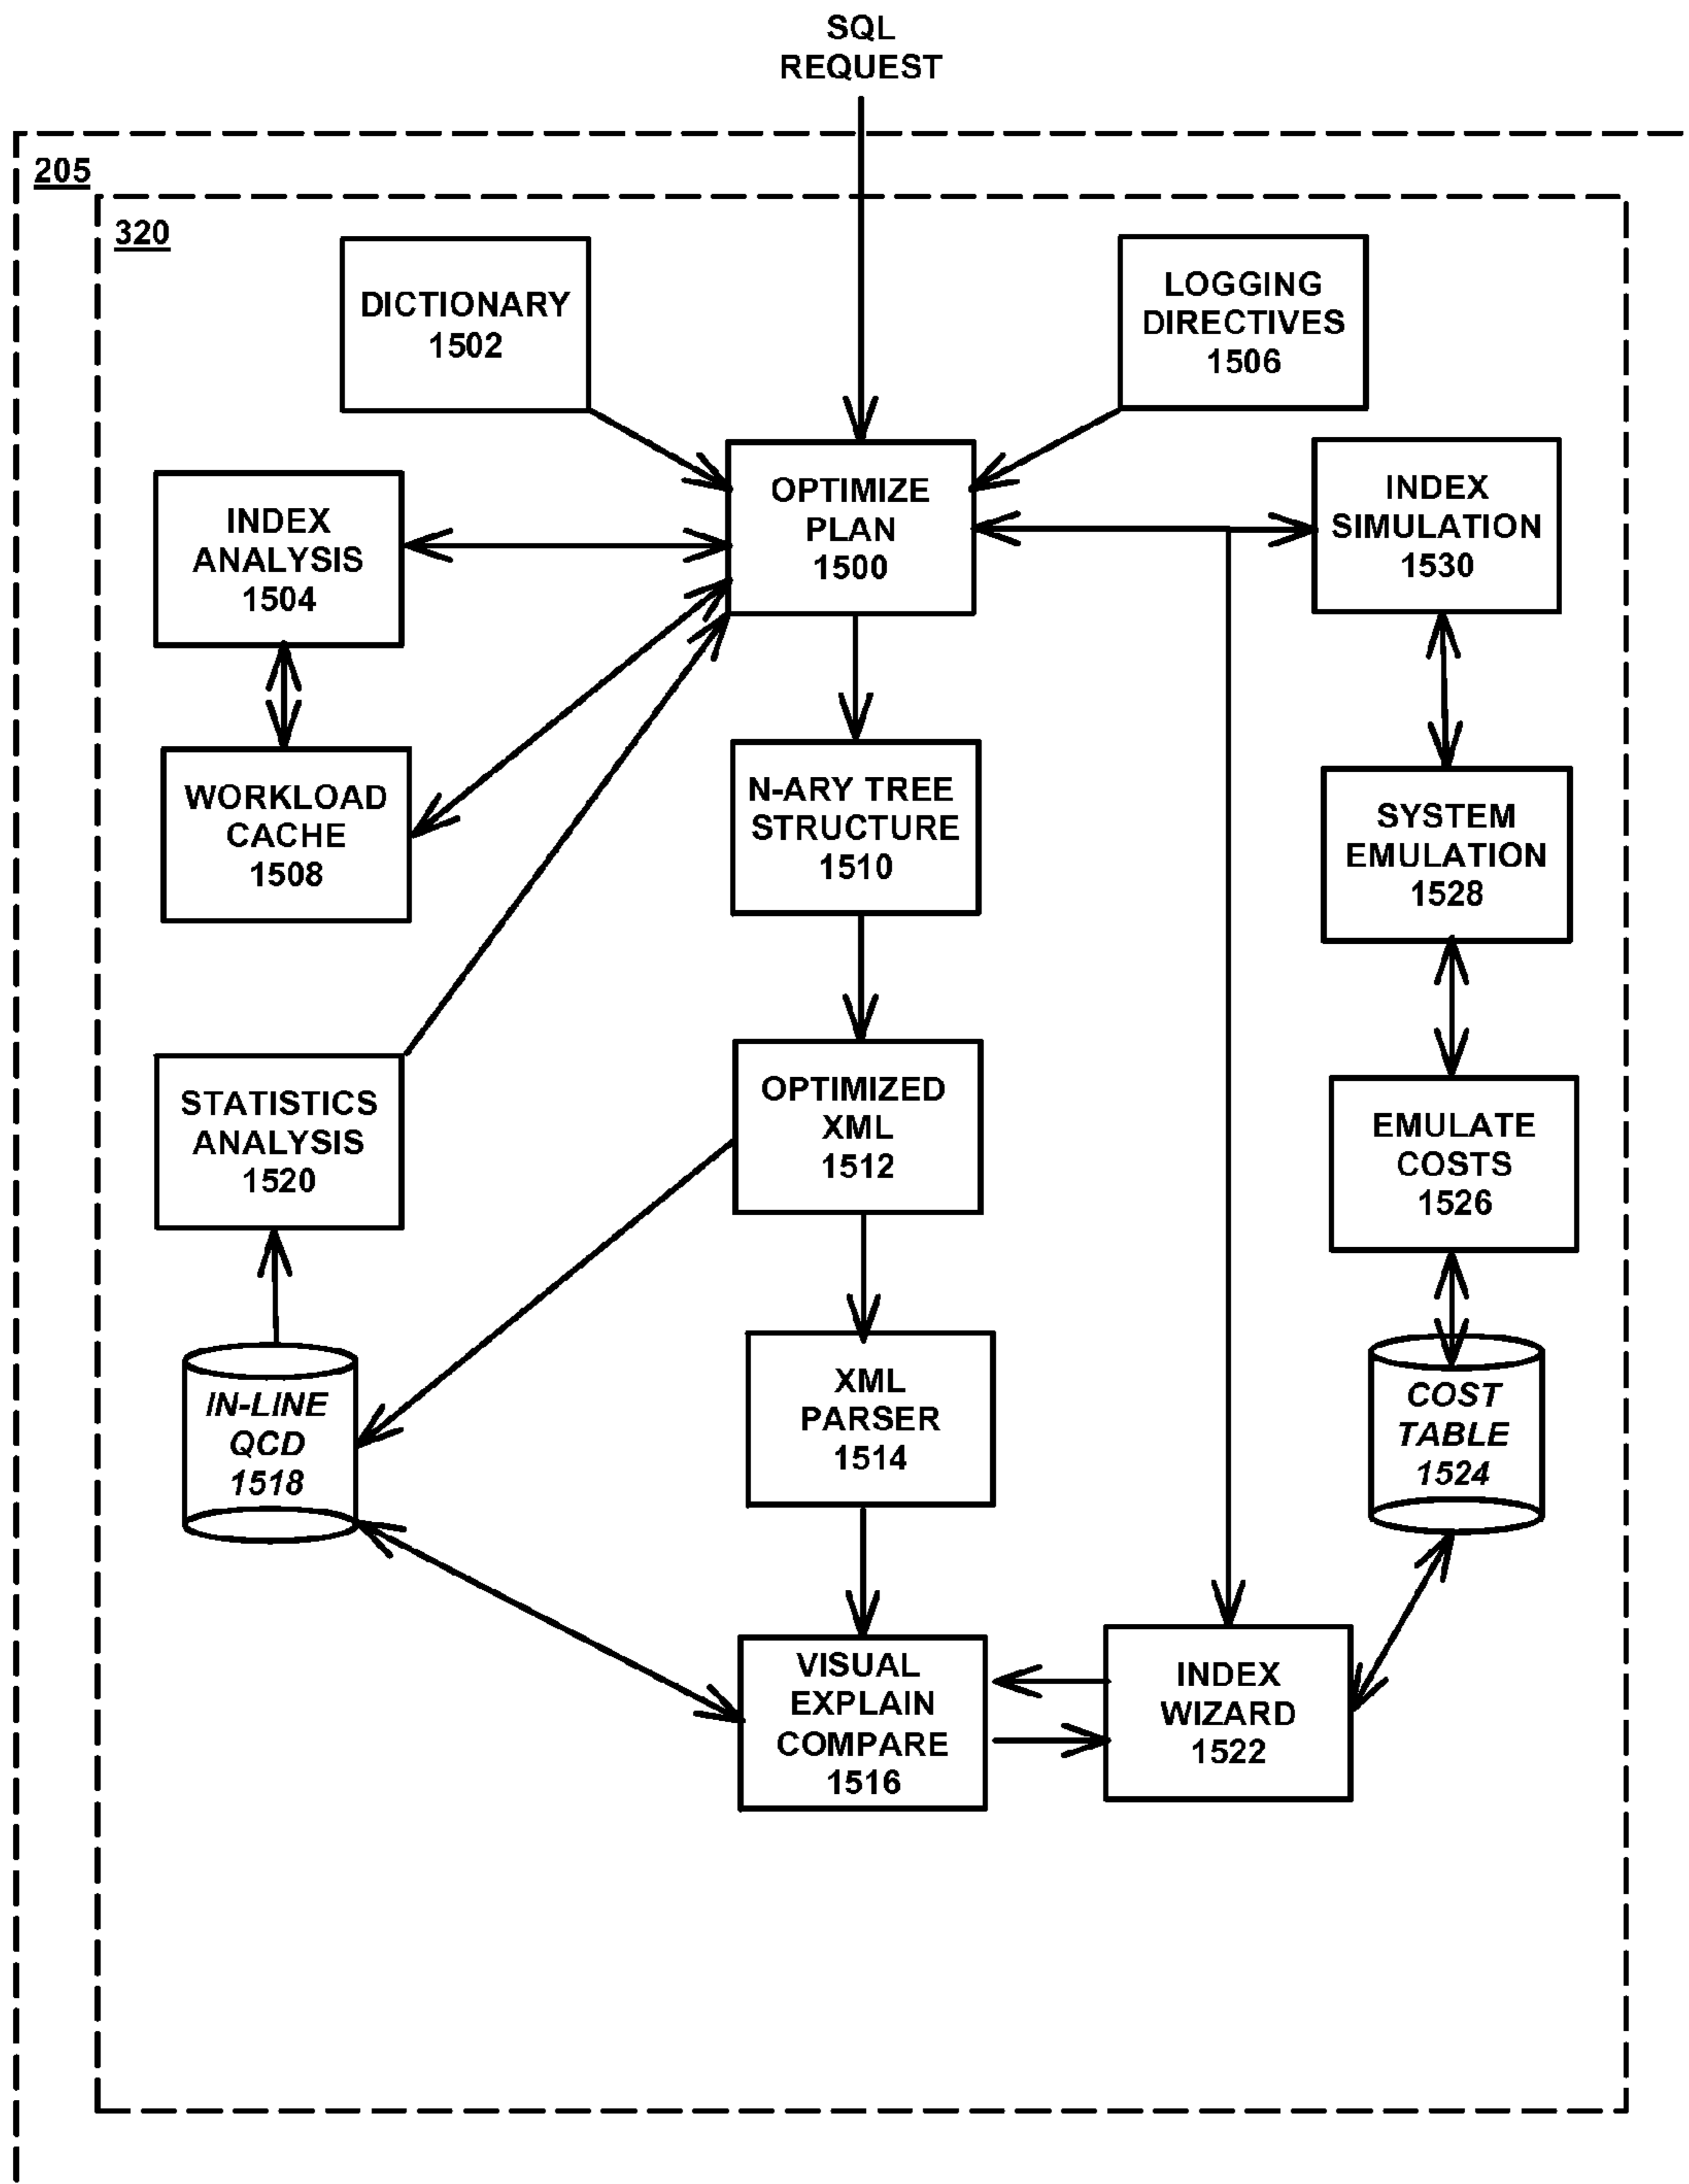 SQL
REQUEST
205
320
DICTIONARY
1502
LOGGING
DIRECTIVES
1506
INDEX
ANALYSIS
1504
OPTIMIZE
PLAN
1500
INDEX
SIMULATION
1530
WORKLOAD
CACHE
1508
N-ARY TREE
STRUCTURE
1510
SYSTEM
EMULATION
1528
STATISTICS
ANALYSIS
1520
OPTIMIZED
XML
1512
EMULATE
COSTS
1526
IN-LINE
QCD
1518
XML
PARSER
1514
COST
TABLE
1524
VISUAL
EXPLAIN
COMPARE
1516
INDEX
WIZARD
1522